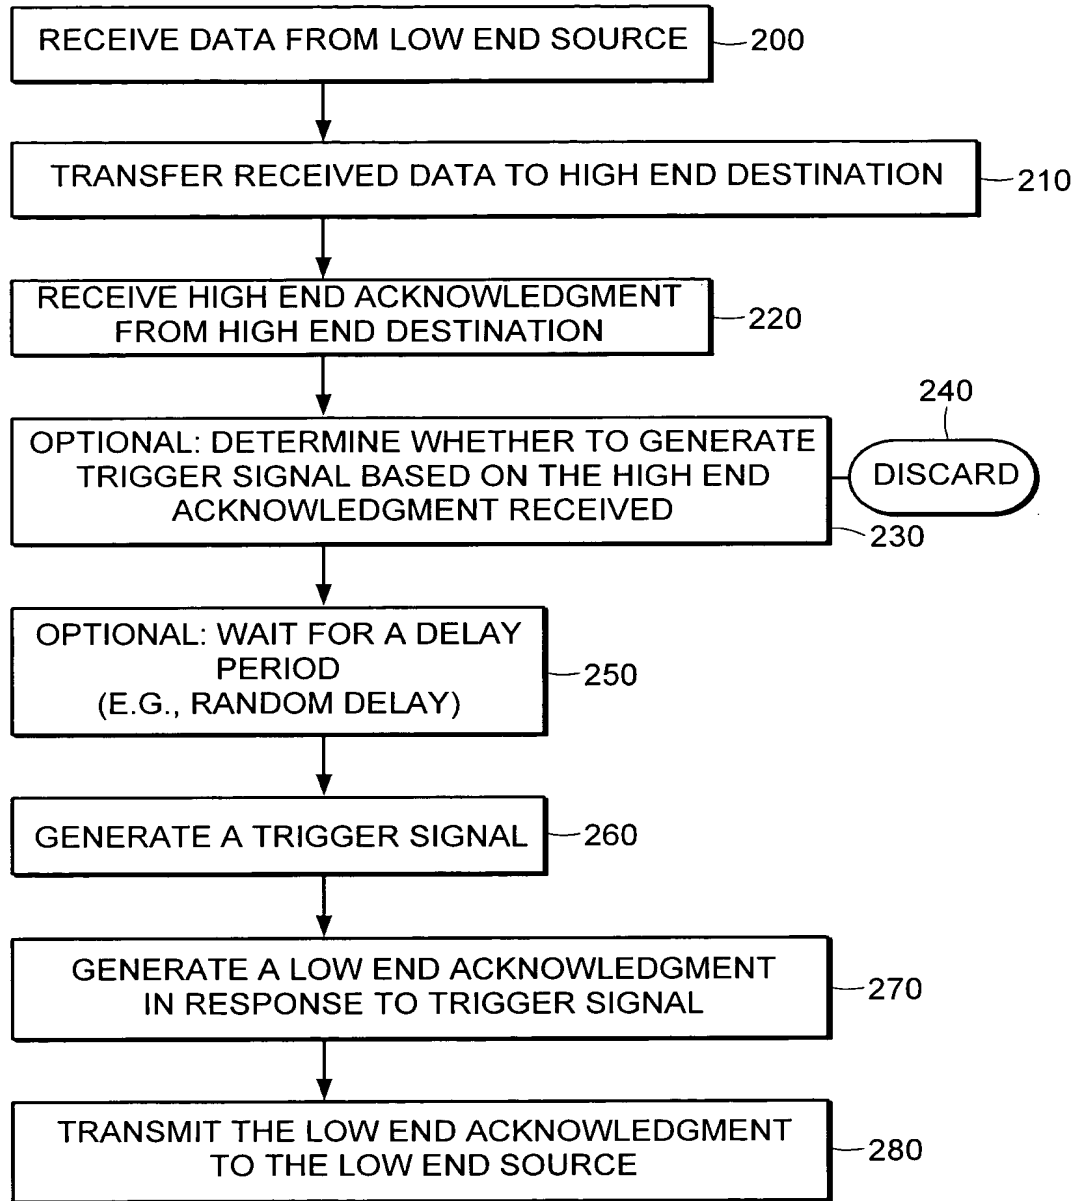 RECEIVE DATA FROM LOW END SOURCE
200
TRANSFER RECEIVED DATA TO HIGH END DESTINATION
210
RECEIVE HIGH END ACKNOWLEDGMENT
FROM HIGH END DESTINATION
220
240
OPTIONAL: DETERMINE WHETHER TO GENERATE
TRIGGER SIGNAL BASED ON THE HIGH END
ACKNOWLEDGMENT RECEIVED
DISCARD
230
OPTIONAL: WAIT FOR A DELAY
PERIOD
(E.G., RANDOM DELAY)
250
GENERATE A TRIGGER SIGNAL
260
GENERATE A LOW END ACKNOWLEDGMENT
IN RESPONSE TO TRIGGER SIGNAL
270
TRANSMIT THE LOW END ACKNOWLEDGMENT
TO THE LOW END SOURCE
280